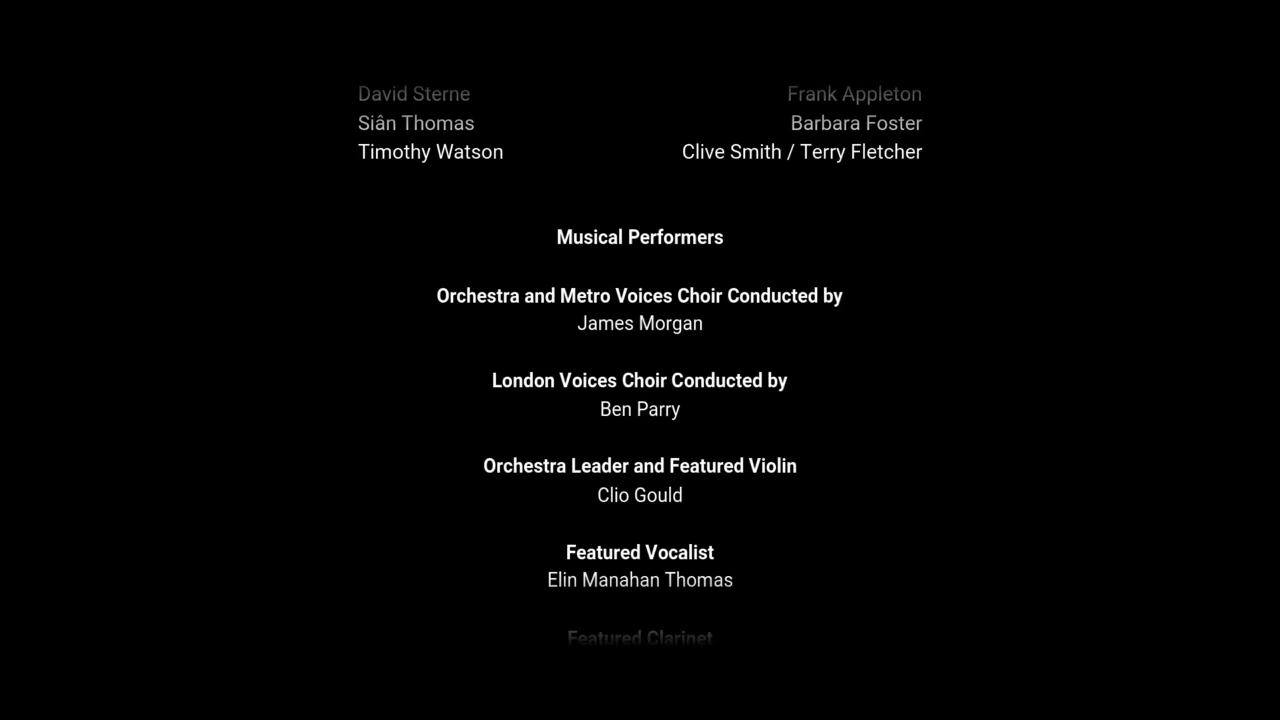 David Sterne Frank Appleton
Siân Thomas Barbara Foster
Timothy Watson Clive Smith / Terry Fletcher
Musical Performers
Orchestra and Metro Voices Choir Conducted by
James Morgan
London Voices Choir Conducted by
Ben Parry
Orchestra Leader and Featured Violin
Clio Gould
Featured Vocalist
Elin Manahan Thomas
Featured Clarinet